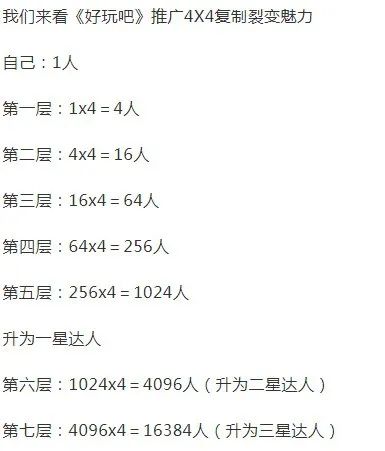 我们来看《好玩吧》推广4X4复制裂变魅力
自己：1人
第一层：1x4＝4人
第二层：4x4＝16人
第三层：16x4＝64人
第四层：64x4＝256人
第五层：256x4＝1024人
升为一星达人
第六层：1024x4＝4096人（升为二星达人）
第七层：4096x4＝16384人（升为三星达人）